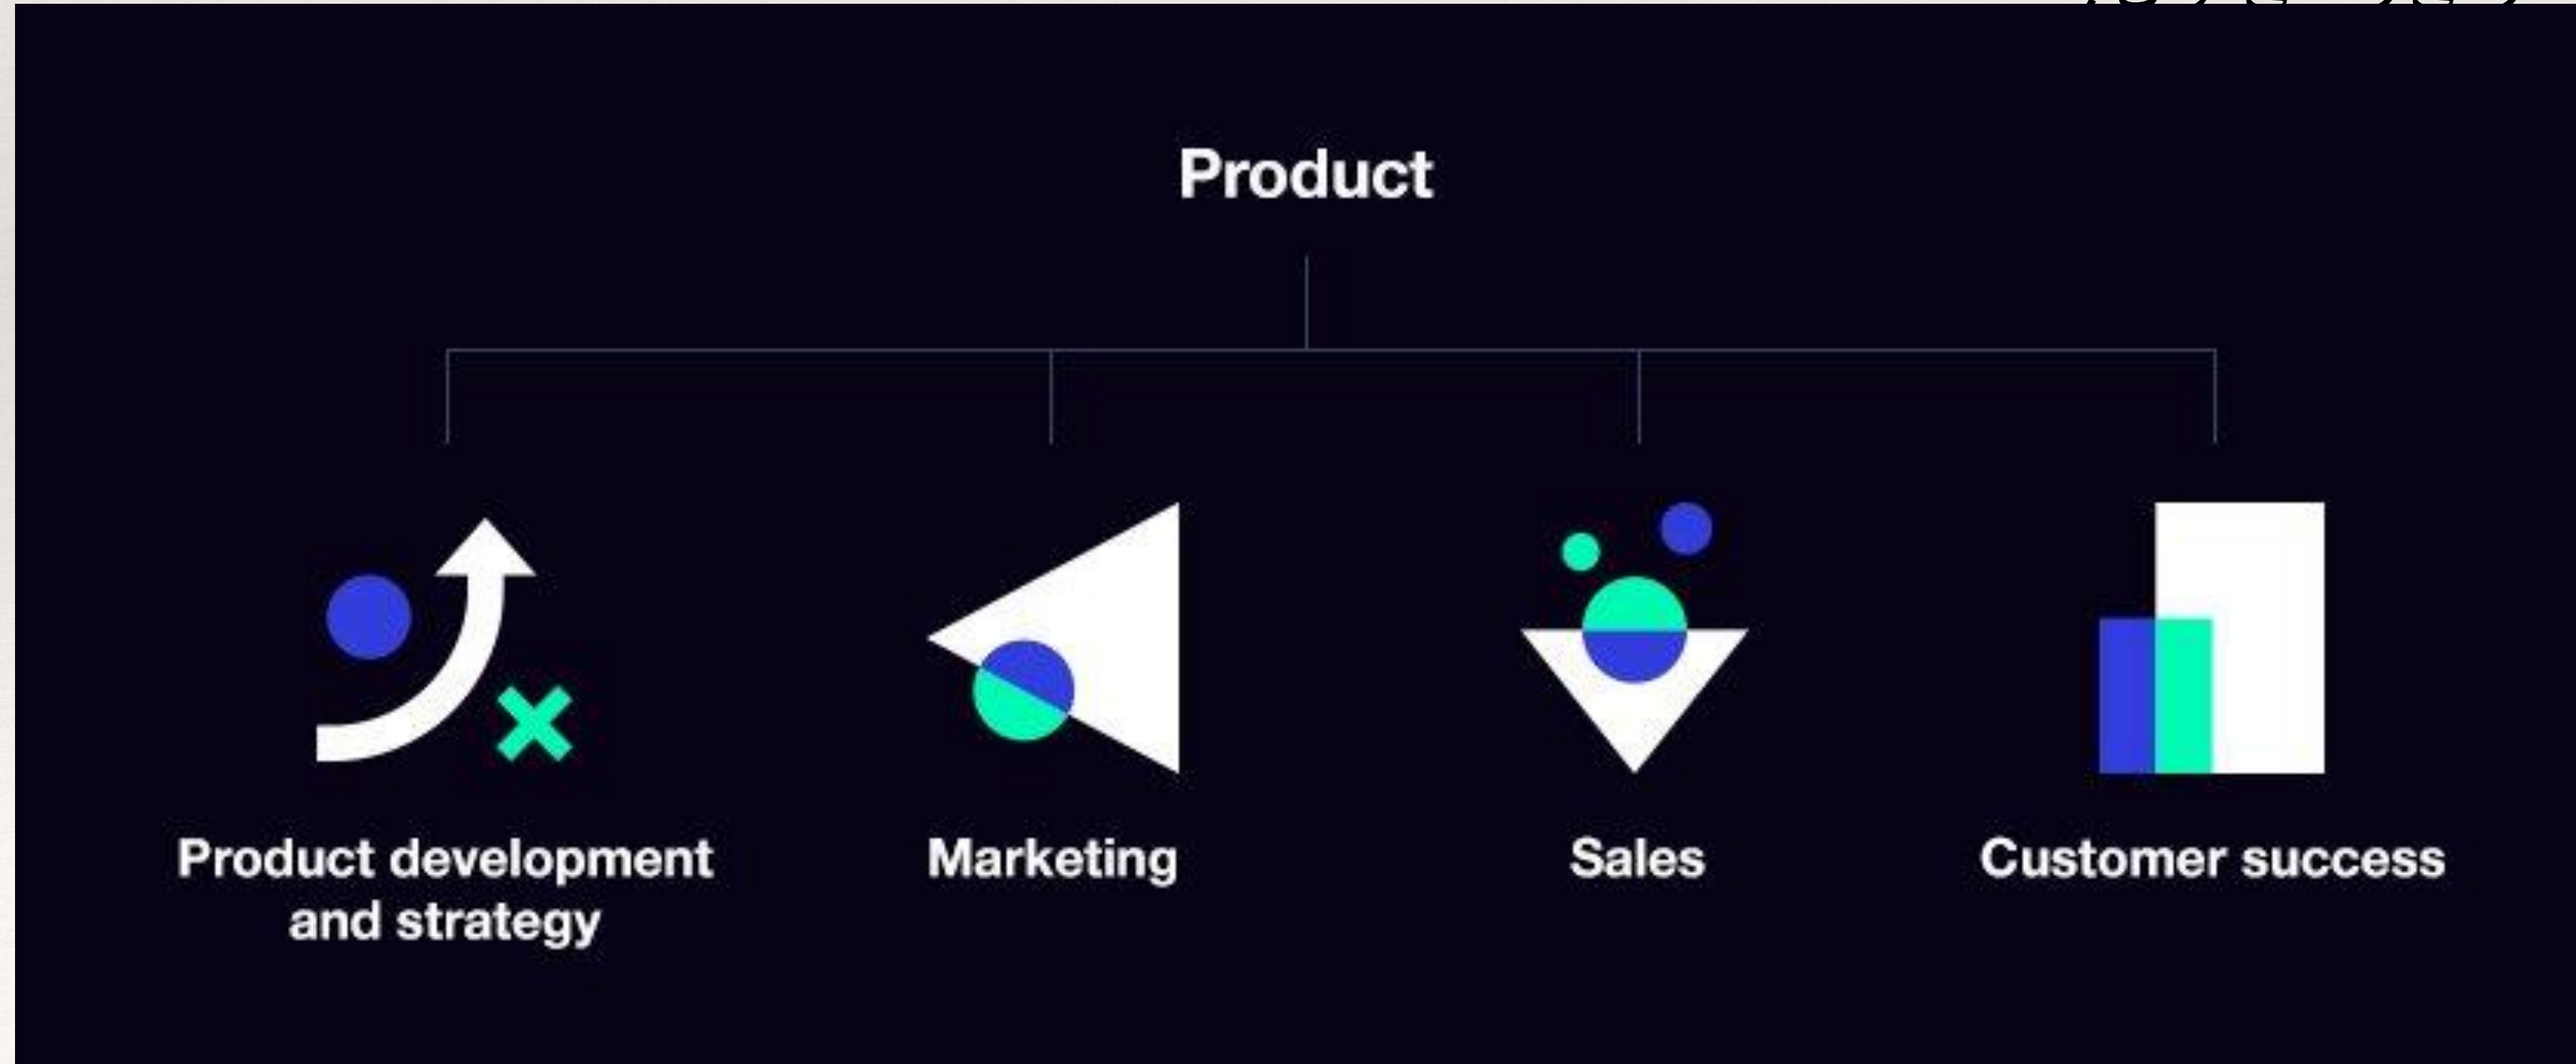 Product
Product development
and strategy
Marketing
Sales
Customer success